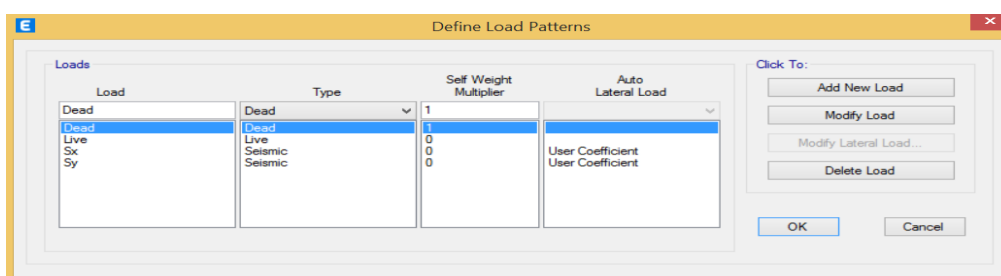 E
Define Load Patterns
Loads
Load Type Self Weight Multiplier Auto Lateral Load
Dead Dead 1
Dead Dead 1
Live Live 0
Sx Seismic 0 User Coefficient
Sy Seismic 0 User Coefficient
Click To:
Add New Load
Modify Load
Modify Lateral Load...
Delete Load
OK Cancel